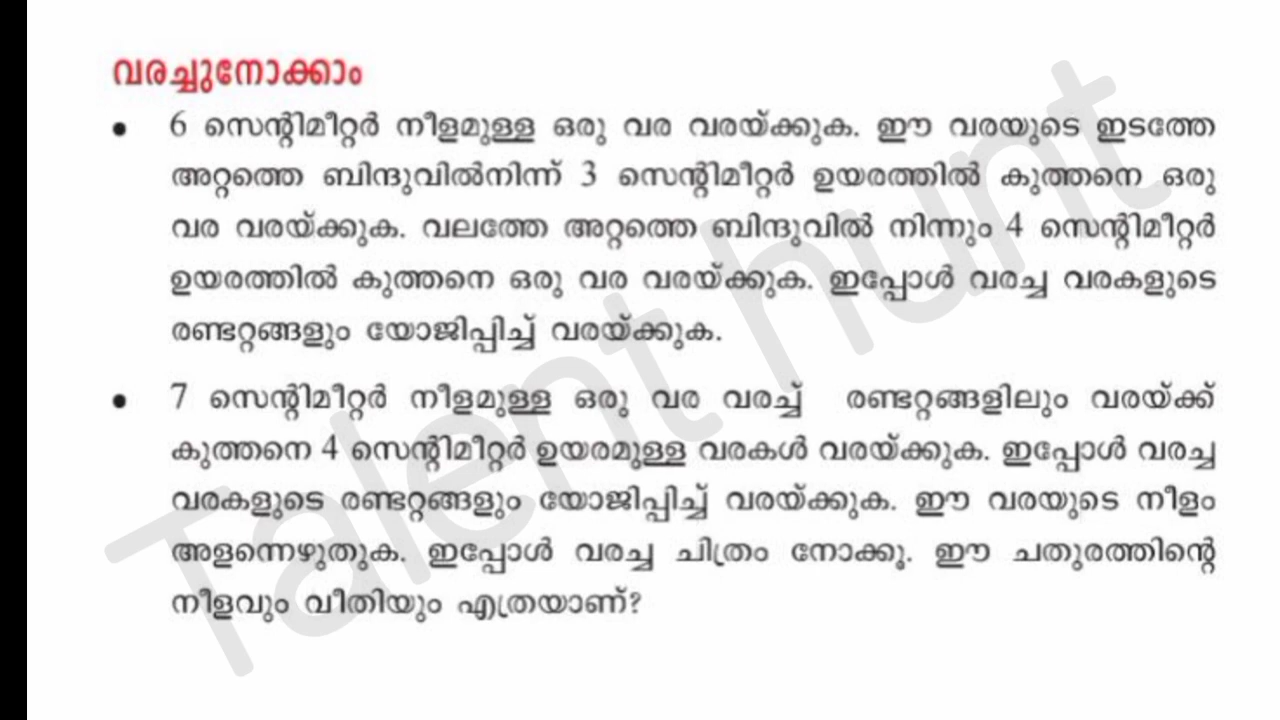 വരച്ചുനോക്കാം
• 6 സെന്റിമീറ്റർ നീളമുള്ള ഒരു വര വരയ്ക്കുക. ഈ വരയുടെ ഇടത്തേ
അറ്റത്തെ ബിന്ദുവിൽനിന്ന് 3 സെന്റിമീറ്റർ ഉയരത്തിൽ കുത്തനെ ഒരു
വര വരയ്ക്കുക. വലത്തേ അറ്റത്തെ ബിന്ദുവിൽ നിന്നും 4 സെന്റിമീറ്റർ
ഉയരത്തിൽ കുത്തനെ ഒരു വര വരയ്ക്കുക. ഇപ്പോൾ വരച്ച വരകളുടെ
രണ്ടറ്റങ്ങളും യോജിപ്പിച്ച് വരയ്ക്കുക.
• 7 സെന്റിമീറ്റർ നീളമുള്ള ഒരു വര വരച്ച് രണ്ടറ്റങ്ങളിലും വരയ്ക്ക്
കുത്തനെ 4 സെന്റിമീറ്റർ ഉയരമുള്ള വരകൾ വരയ്ക്കുക. ഇപ്പോൾ വരച്ച
വരകളുടെ രണ്ടറ്റങ്ങളും യോജിപ്പിച്ച് വരയ്ക്കുക. ഈ വരയുടെ നീളം
അളന്നെഴുതുക. ഇപ്പോൾ വരച്ച ചിത്രം നോക്കൂ. ഈ ചതുരത്തിന്റെ
നീളവും വീതിയും എത്രയാണ്?
Talent hunt